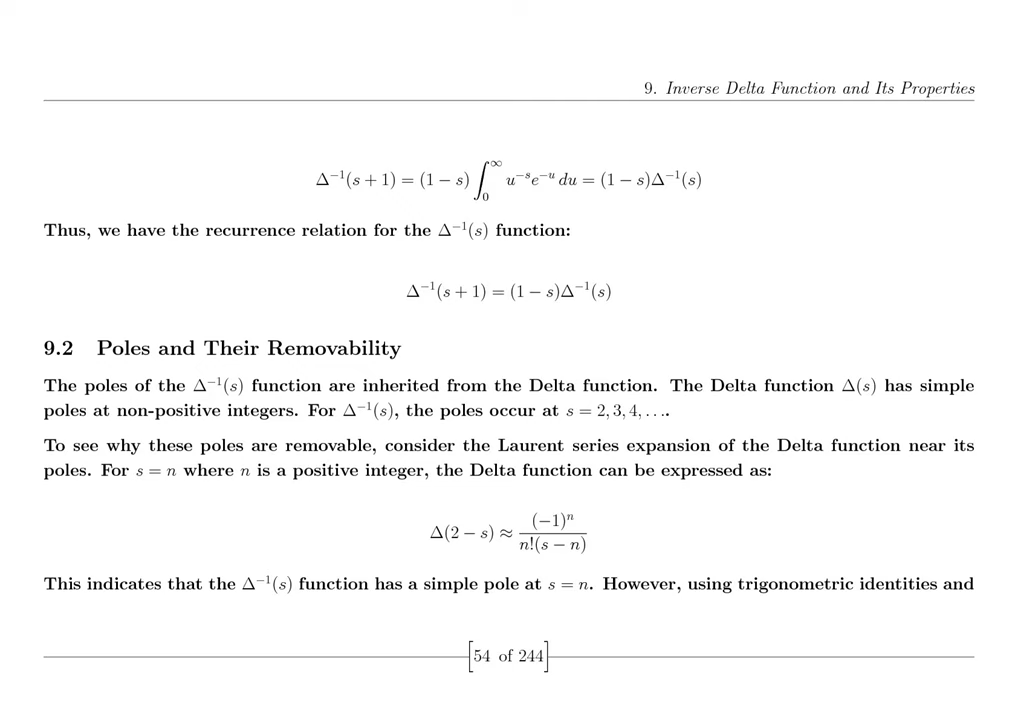 9. Inverse Delta Function and Its Properties
Δ⁻¹(s + 1) = (1 − s) ∫₀^∞ u⁻ˢe⁻ᵘ du = (1 − s)Δ⁻¹(s)
Thus, we have the recurrence relation for the Δ⁻¹(s) function:
Δ⁻¹(s + 1) = (1 − s)Δ⁻¹(s)
9.2 Poles and Their Removability
The poles of the Δ⁻¹(s) function are inherited from the Delta function. The Delta function Δ(s) has simple
poles at non-positive integers. For Δ⁻¹(s), the poles occur at s = 2, 3, 4, . . ..
To see why these poles are removable, consider the Laurent series expansion of the Delta function near its
poles. For s = n where n is a positive integer, the Delta function can be expressed as:
Δ(2 − s) ≈ (−1)ⁿ / n!(s − n)
This indicates that the Δ⁻¹(s) function has a simple pole at s = n. However, using trigonometric identities and
[54 of 244]